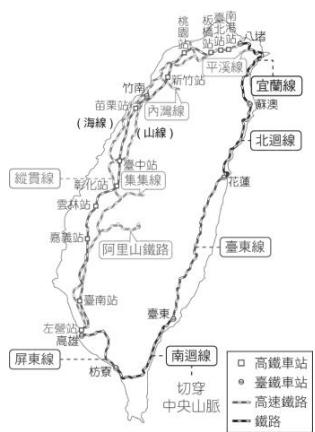 桃園站
板橋站
臺北站
南港站
八堵
平溪線
宜蘭線
新竹站
竹南
苗栗站
內灣線
(海線)
(山線)
蘇澳
北迴線
臺中站
集集線
縱貫線
彰化站
花蓮
雲林站
嘉義站
阿里山鐵路
臺東線
臺南站
左營站
高雄
臺東
屏東線
南迴線
枋寮
切穿
中央山脈
高鐵車站
臺鐵車站
高速鐵路
鐵路